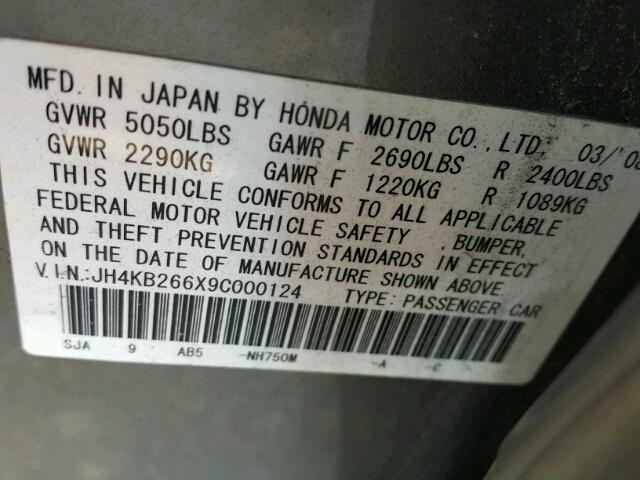 MFD. IN JAPAN BY HONDA MOTOR CO., LTD. 03/'08
GVWR 5050LBS GAWR F 2690LBS R 2400LBS
GVWR 2290KG GAWR F 1220KG R 1089KG
THIS VEHICLE CONFORMS TO ALL APPLICABLE
FEDERAL MOTOR VEHICLE SAFETY , BUMPER,
AND THEFT PREVENTION STANDARDS IN EFFECT
ON THE DATE OF MANUFACTURE SHOWN ABOVE.
V.I.N.:JH4KB266X9C000124 TYPE: PASSENGER CAR
SJA 9 AB5 -NH750M -A -C